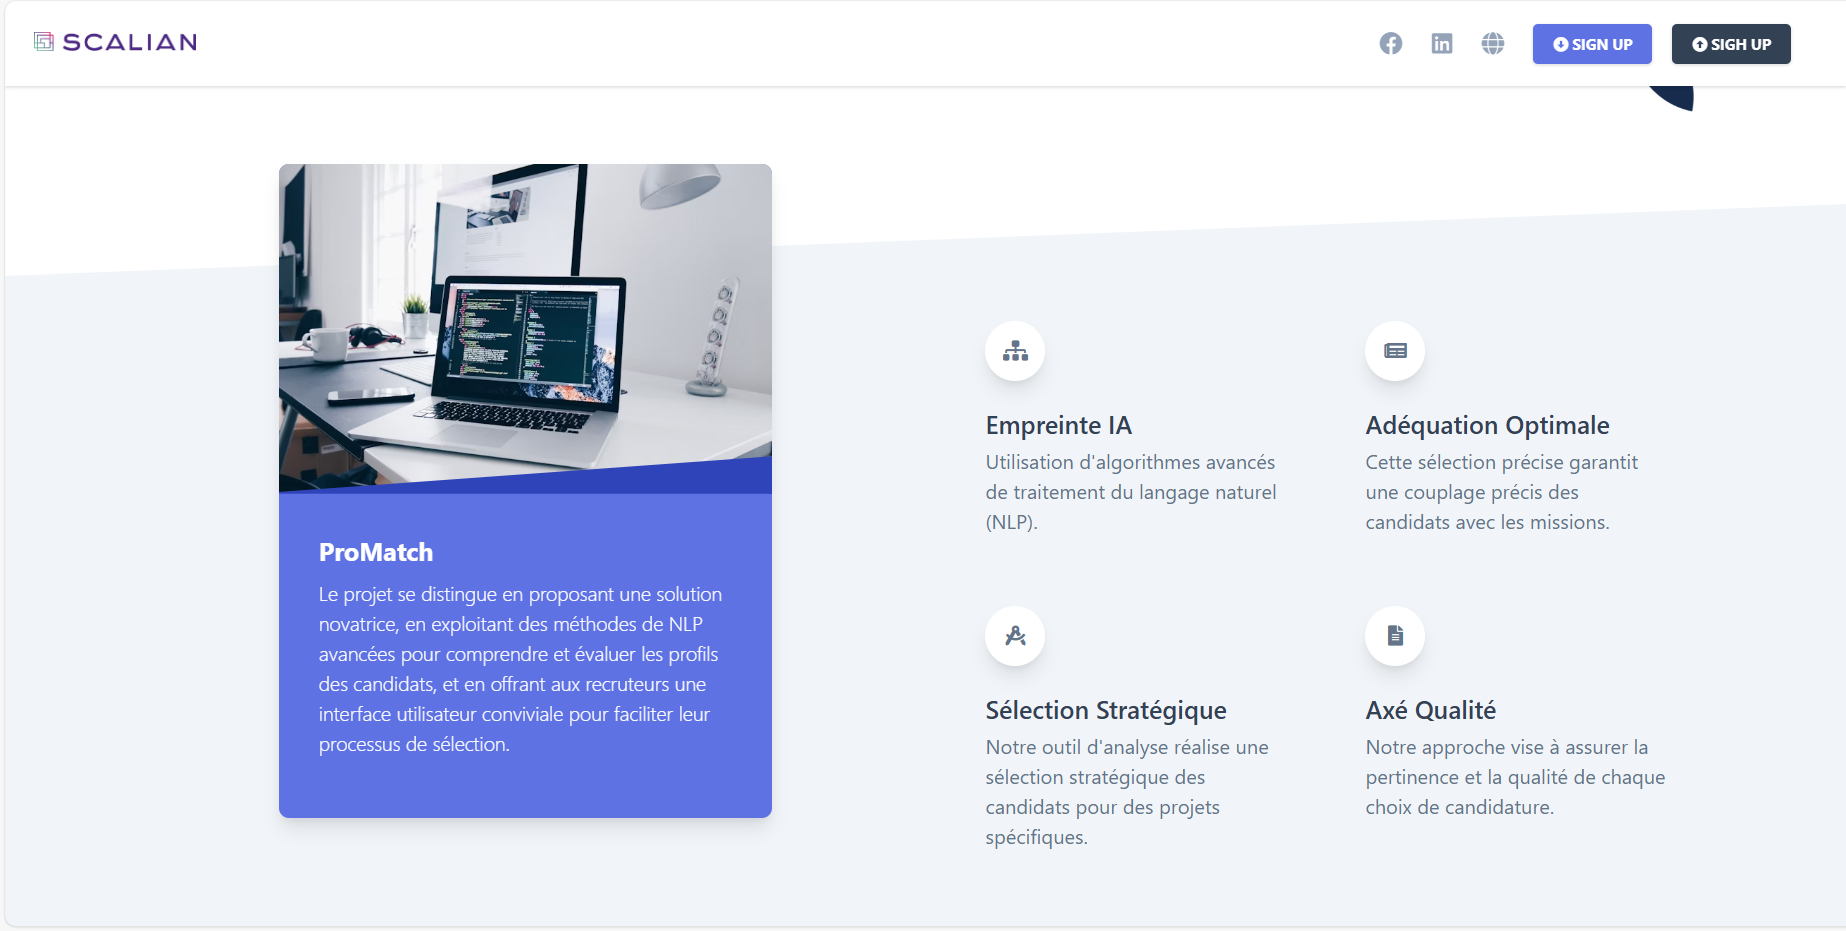 SCALIAN
SIGN UP
SIGH UP
ProMatch
Le projet se distingue en proposant une solution
novatrice, en exploitant des méthodes de NLP
avancées pour comprendre et évaluer les profils
des candidats, et en offrant aux recruteurs une
interface utilisateur conviviale pour faciliter leur
processus de sélection.
Empreinte IA
Utilisation d'algorithmes avancés
de traitement du langage naturel
(NLP).
Adéquation Optimale
Cette sélection précise garantit
une couplage précis des
candidats avec les missions.
Sélection Stratégique
Notre outil d'analyse réalise une
sélection stratégique des
candidats pour des projets
spécifiques.
Axé Qualité
Notre approche vise à assurer la
pertinence et la qualité de chaque
choix de candidature.